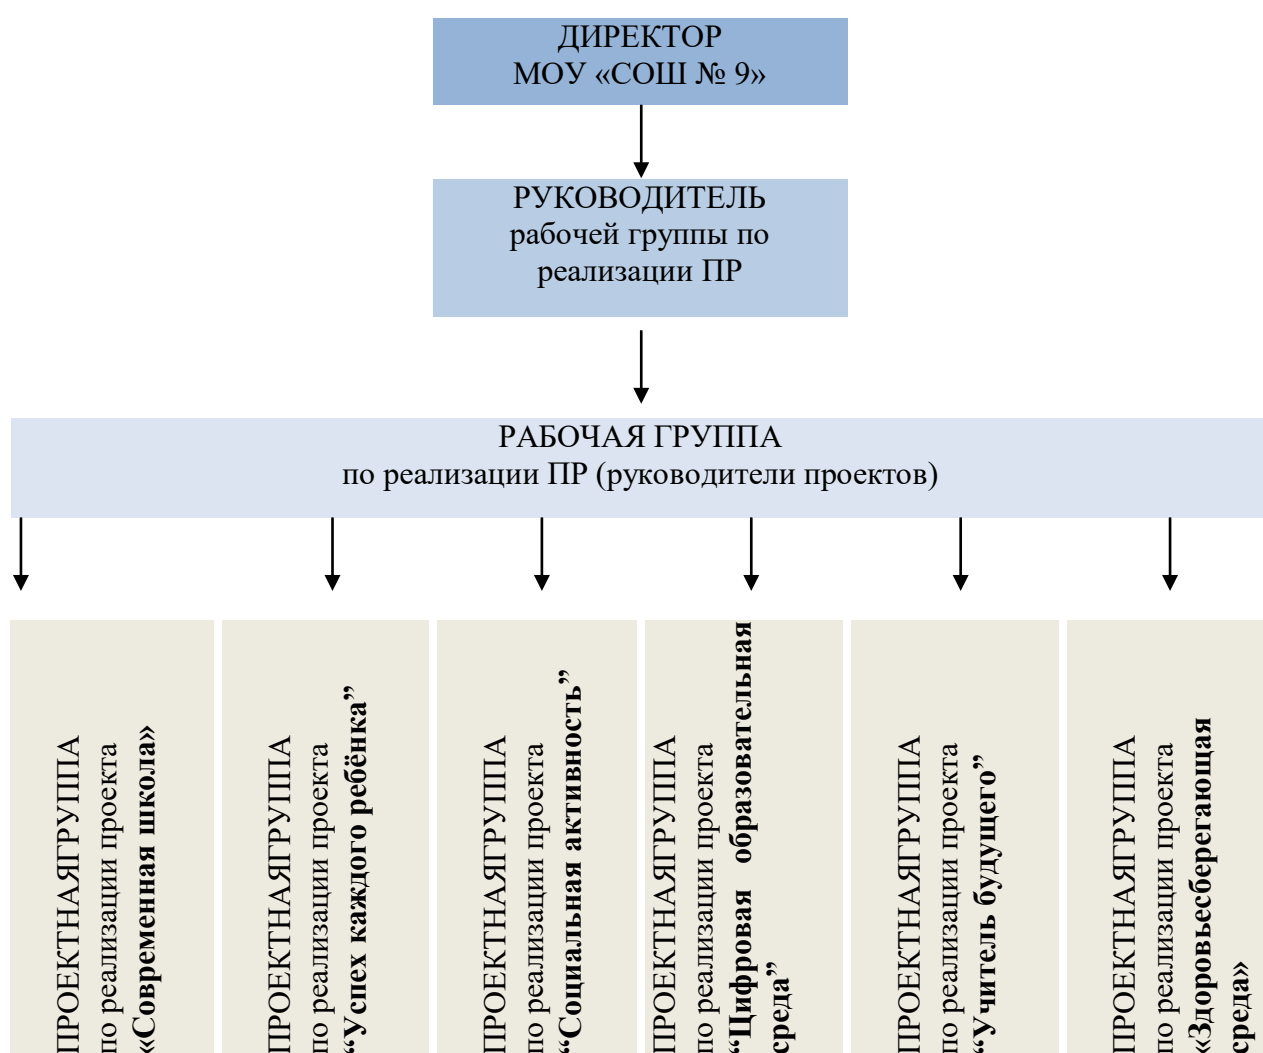 ДИРЕКТОР
МОУ «СОШ № 9»
РУКОВОДИТЕЛЬ
рабочей группы по
реализации ПР
РАБОЧАЯ ГРУППА
по реализации ПР (руководители проектов)
ПРОЕКТНАЯГРУППА
по реализации проекта
«Современная школа»
ПРОЕКТНАЯГРУППА
по реализации проекта
“Успех каждого ребёнка”
ПРОЕКТНАЯГРУППА
по реализации проекта
“Социальная активность”
ПРОЕКТНАЯГРУППА
по реализации проекта
“Цифровая образовательная
среда”
ПРОЕКТНАЯГРУППА
по реализации проекта
“Учитель будущего”
ПРОЕКТНАЯГРУППА
по реализации проекта
«Здоровьесберегающая
среда»